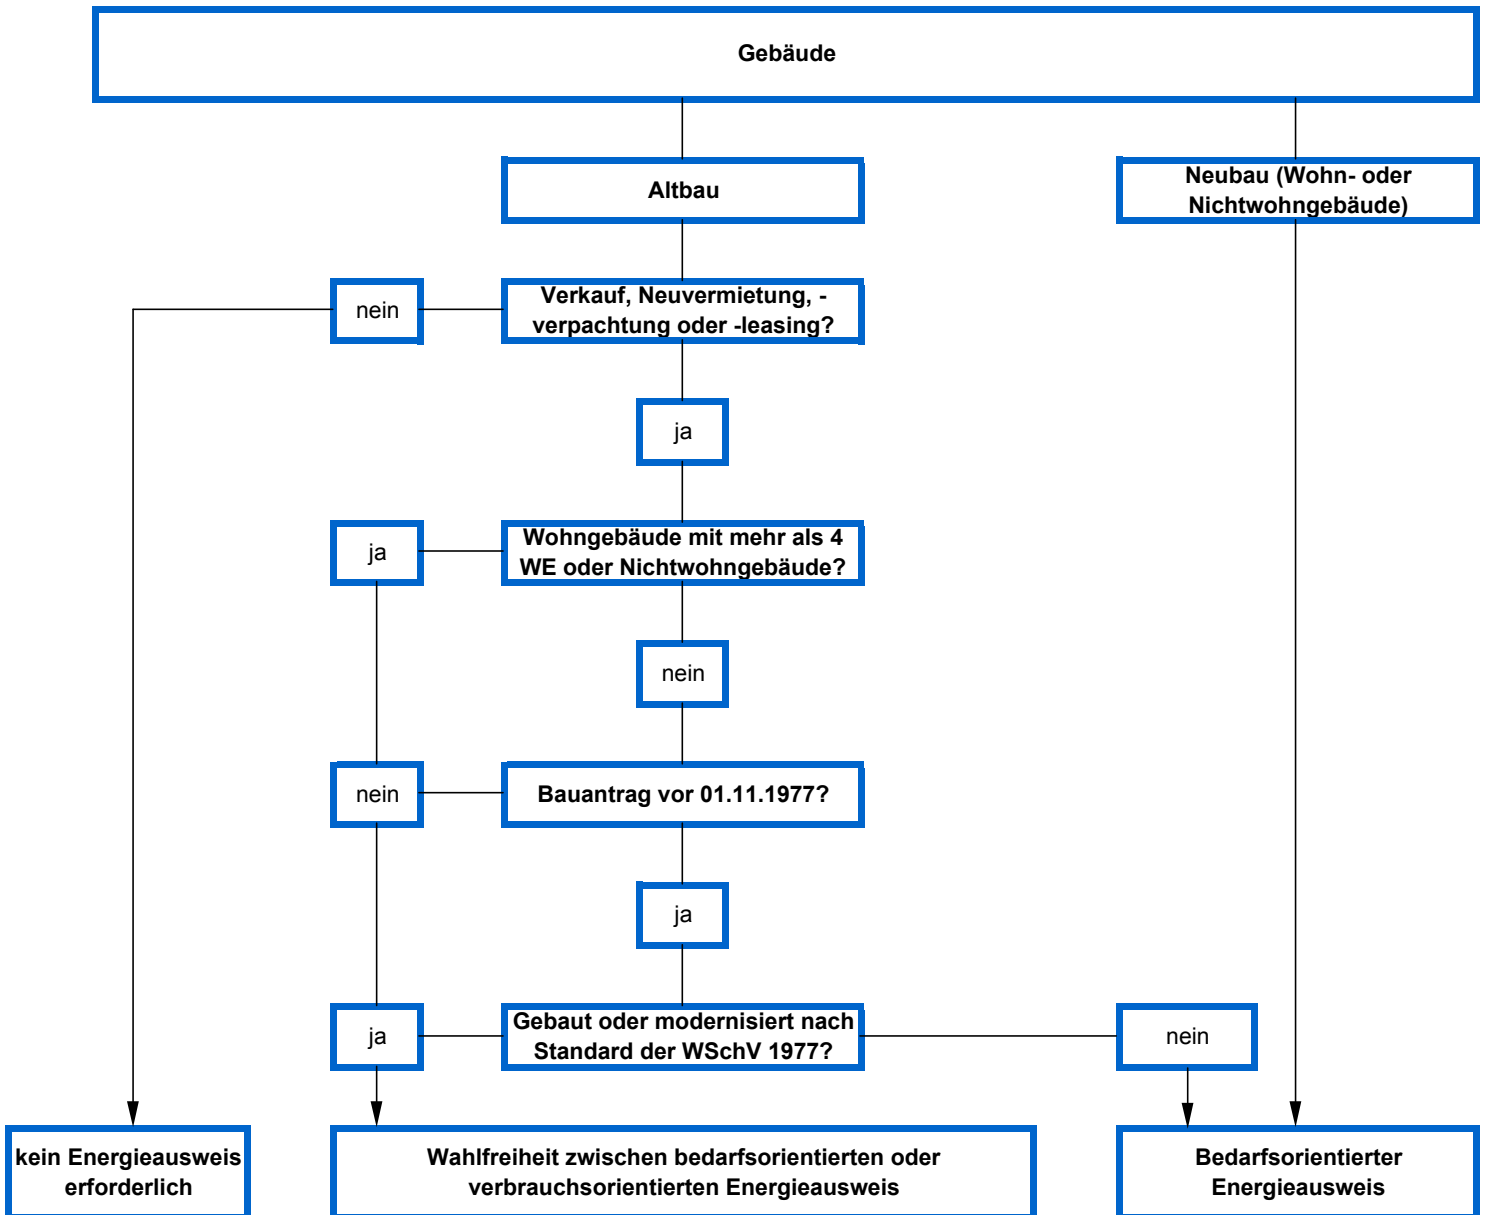 Gebäude
Altbau
Neubau (Wohn- oder
Nichtwohngebäude)
nein
Verkauf, Neuvermietung, -
verpachtung oder -leasing?
ja
ja
Wohngebäude mit mehr als 4
WE oder Nichtwohngebäude?
nein
nein
Bauantrag vor 01.11.1977?
ja
ja
Gebaut oder modernisiert nach
Standard der WSchV 1977?
nein
kein Energieausweis
erforderlich
Wahlfreiheit zwischen bedarfsorientierten oder
verbrauchsorientierten Energieausweis
Bedarfsorientierter
Energieausweis